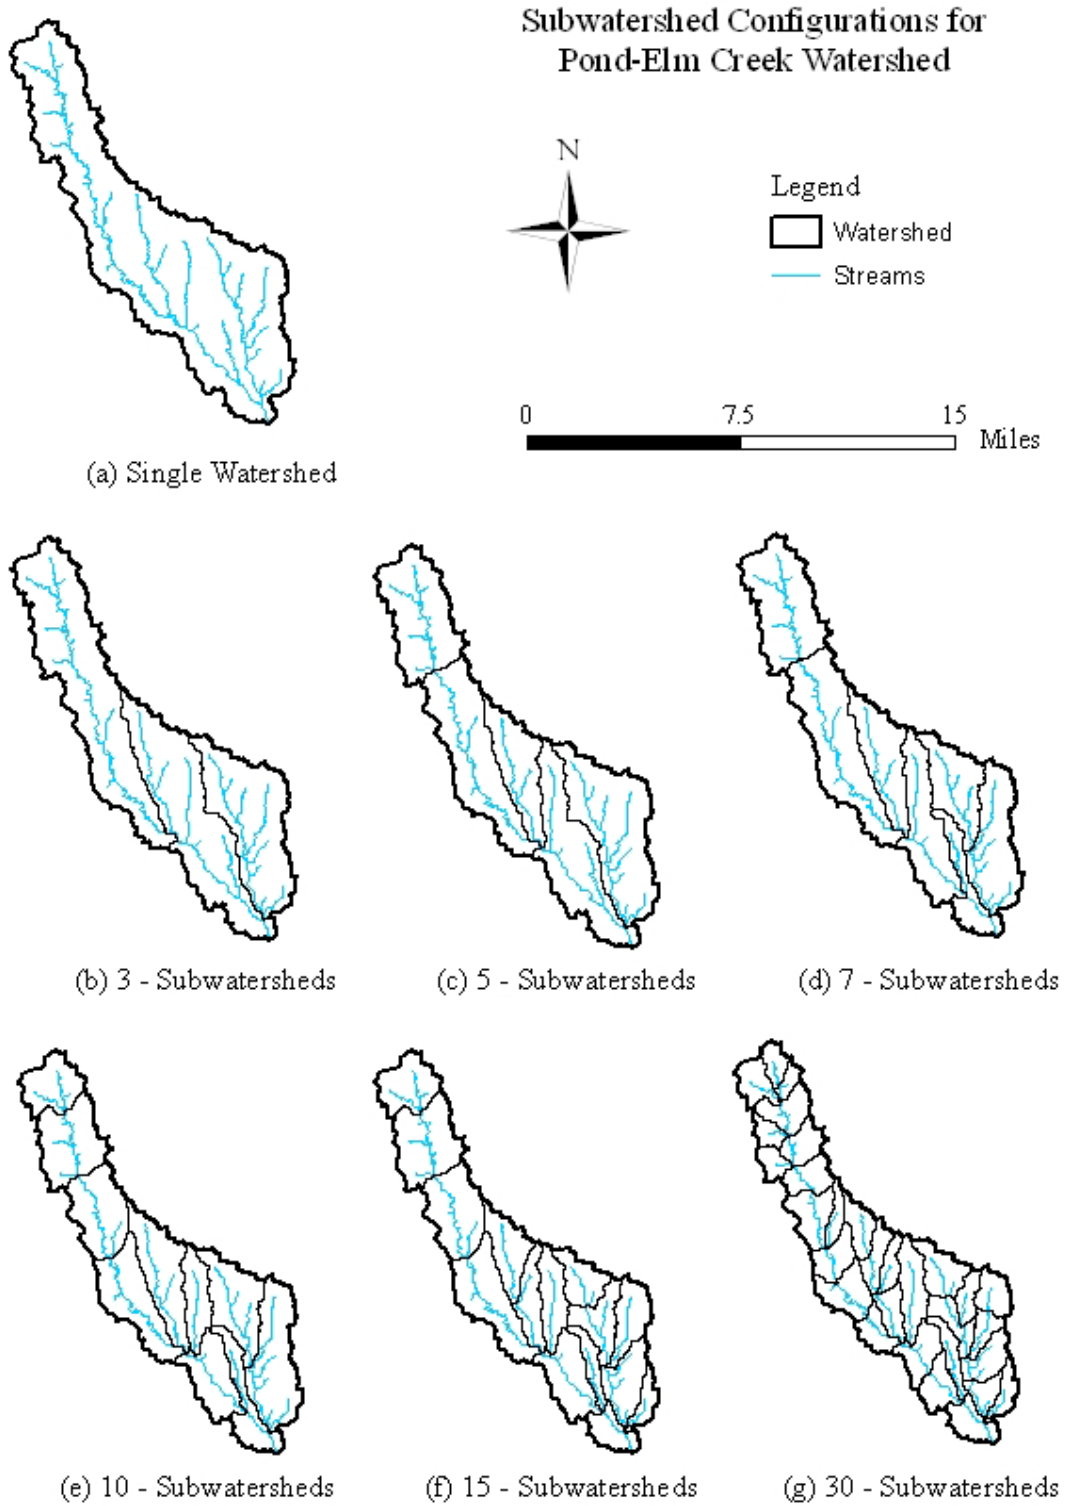 Subwatershed Configurations for
Pond-Elm Creek Watershed
N
Legend
Watershed
Streams
0 7.5 15
Miles
(a) Single Watershed
(b) 3 - Subwatersheds
(c) 5 - Subwatersheds
(d) 7 - Subwatersheds
(e) 10 - Subwatersheds
(f) 15 - Subwatersheds
(g) 30 - Subwatersheds